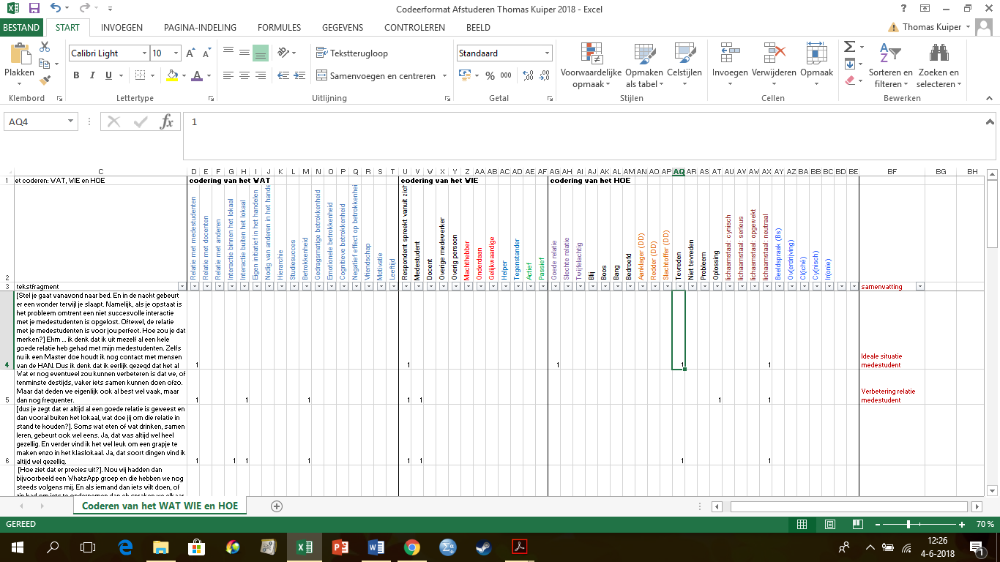 Codeerformat Afstuderen Thomas Kuiper 2018 - Excel
BESTAND START INVOEGEN PAGINA-INDELING FORMULES GEGEVENS CONTROLEREN BEELD Thomas Kuiper
Plakken
Calibri Light 10
B I U
Tekstterugloop
Samenvoegen en centreren
Standaard
% 000
Voorwaardelijke opmaak
Opmaken als tabel
Celstijlen
Invoegen
Verwijderen
Opmaak
Sorteren en filteren
Zoeken en selecteren
Klembord Lettertype Uitlijning Getal Stijlen Cellen Bewerken
AQ4 fx 1
C D E F G H I J K L M N O P Q R S T U V W X Y Z AA AB AC AD AE AF AG AH AI AJ AK AL AM AN AO AP AQ AR AS AT AU AV AW AX AY AZ BA BB BC BD BE BF BG BH
1 et coderen: WAT, WIE en HOE codering van het WAT codering van het WIE codering van het HOE
2
Relatie met medestudenten
Relatie met docenten
Relatie met anderen
Interactie binnen het lokaal
Interactie buiten het lokaal
Eigen initiatief in het handelen
Nodig van anderen in het hande
Hierarchie
Studiesucces
Betrokkenheid
Gedragsmatige betrokkenheid
Emotionele betrokkenheid
Cognitieve betrokkenheid
Negatief effect op betrokkenhei
Vriendschap
Motivatie
Leeftijd
Respondent spreekt vanuit zich
Medestudent
Docent
Overige medewerker
Overig persoon
Machthebber
Onderdaan
Gelijkwaardige
Helper
Tegenstander
Actief
Passief
Goede relatie
Slechte relatie
Twijfelachtig
Blij
Boos
Bang
Bedroefd
Aanklager (DD)
Redder (DD)
Slachtoffer (DD)
Tevreden
Niet tevreden
Probleem
Oplossing
lichaamstaal: cynisch
lichaamstaal: serieus
lichaamstaal: opgewekt
lichaamstaal: neutraal
Beeldspraak (Bs)
Ov(erdrijving)
Cl(iché)
Cy(nisch)
Ir(onie)
3 tekstfragment samenvatting
[Stel je gaat vanavond naar bed. En in de nacht gebeurt
er een wonder terwijl je slaapt. Namelijk, als je opstaat is
het probleem omtrent een niet succesvolle interactie
met je medestudenten is opgelost. Oftewel, de relatie
met je medestudenten is voor jou perfect. Hoe zou je dat
merken?] Ehm ... ik denk dat ik uit mezelf al een hele
goede relatie heb gehad met mijn medestudenten. Zelfs
nu ik een Master doe houdt ik nog contact met mensen
van de HAN. Dus ik denk dat ik eerlijk gezegd dat het al
4 1 1 1 1 1 Ideale situatie
medestudent
Wat er nog eventueel zou kunnen verbeteren is dat we, of
tenminste destijds, vaker iets samen kunnen doen ofzo.
Maar dat deden we eigenlijk ook al best wel vaak, maar
dan nog frequenter.
5 1 1 1 1 1 1 1 Verbetering relatie
medestudent
[dus je zegt dat er altijd al een goede relatie is geweest en
dan vooral buiten het lokaal, wat doe jij om die relatie in
stand te houden?]. Soms wat eten of wat drinken, samen
leren, gebeurt ook wel eens. Ja, dat was altijd wel heel
gezellig. En verder vind ik het wel leuk om een grapje te
maken enzo in het klaslokaal. Ja, dat soort dingen vind ik
altijd wel gezellig.
6 1 1 1 1 1 1 1 1
[Hoe ziet dat er precies uit?]. Nou wij hadden dan
bijvoorbeeld een WhatsApp groep en die hebben we nog
steeds volgens mij. En als iemand dan iets wilt doen, of
Coderen van het WAT WIE en HOE
GEREED 70 %
12:26
4-6-2018
1